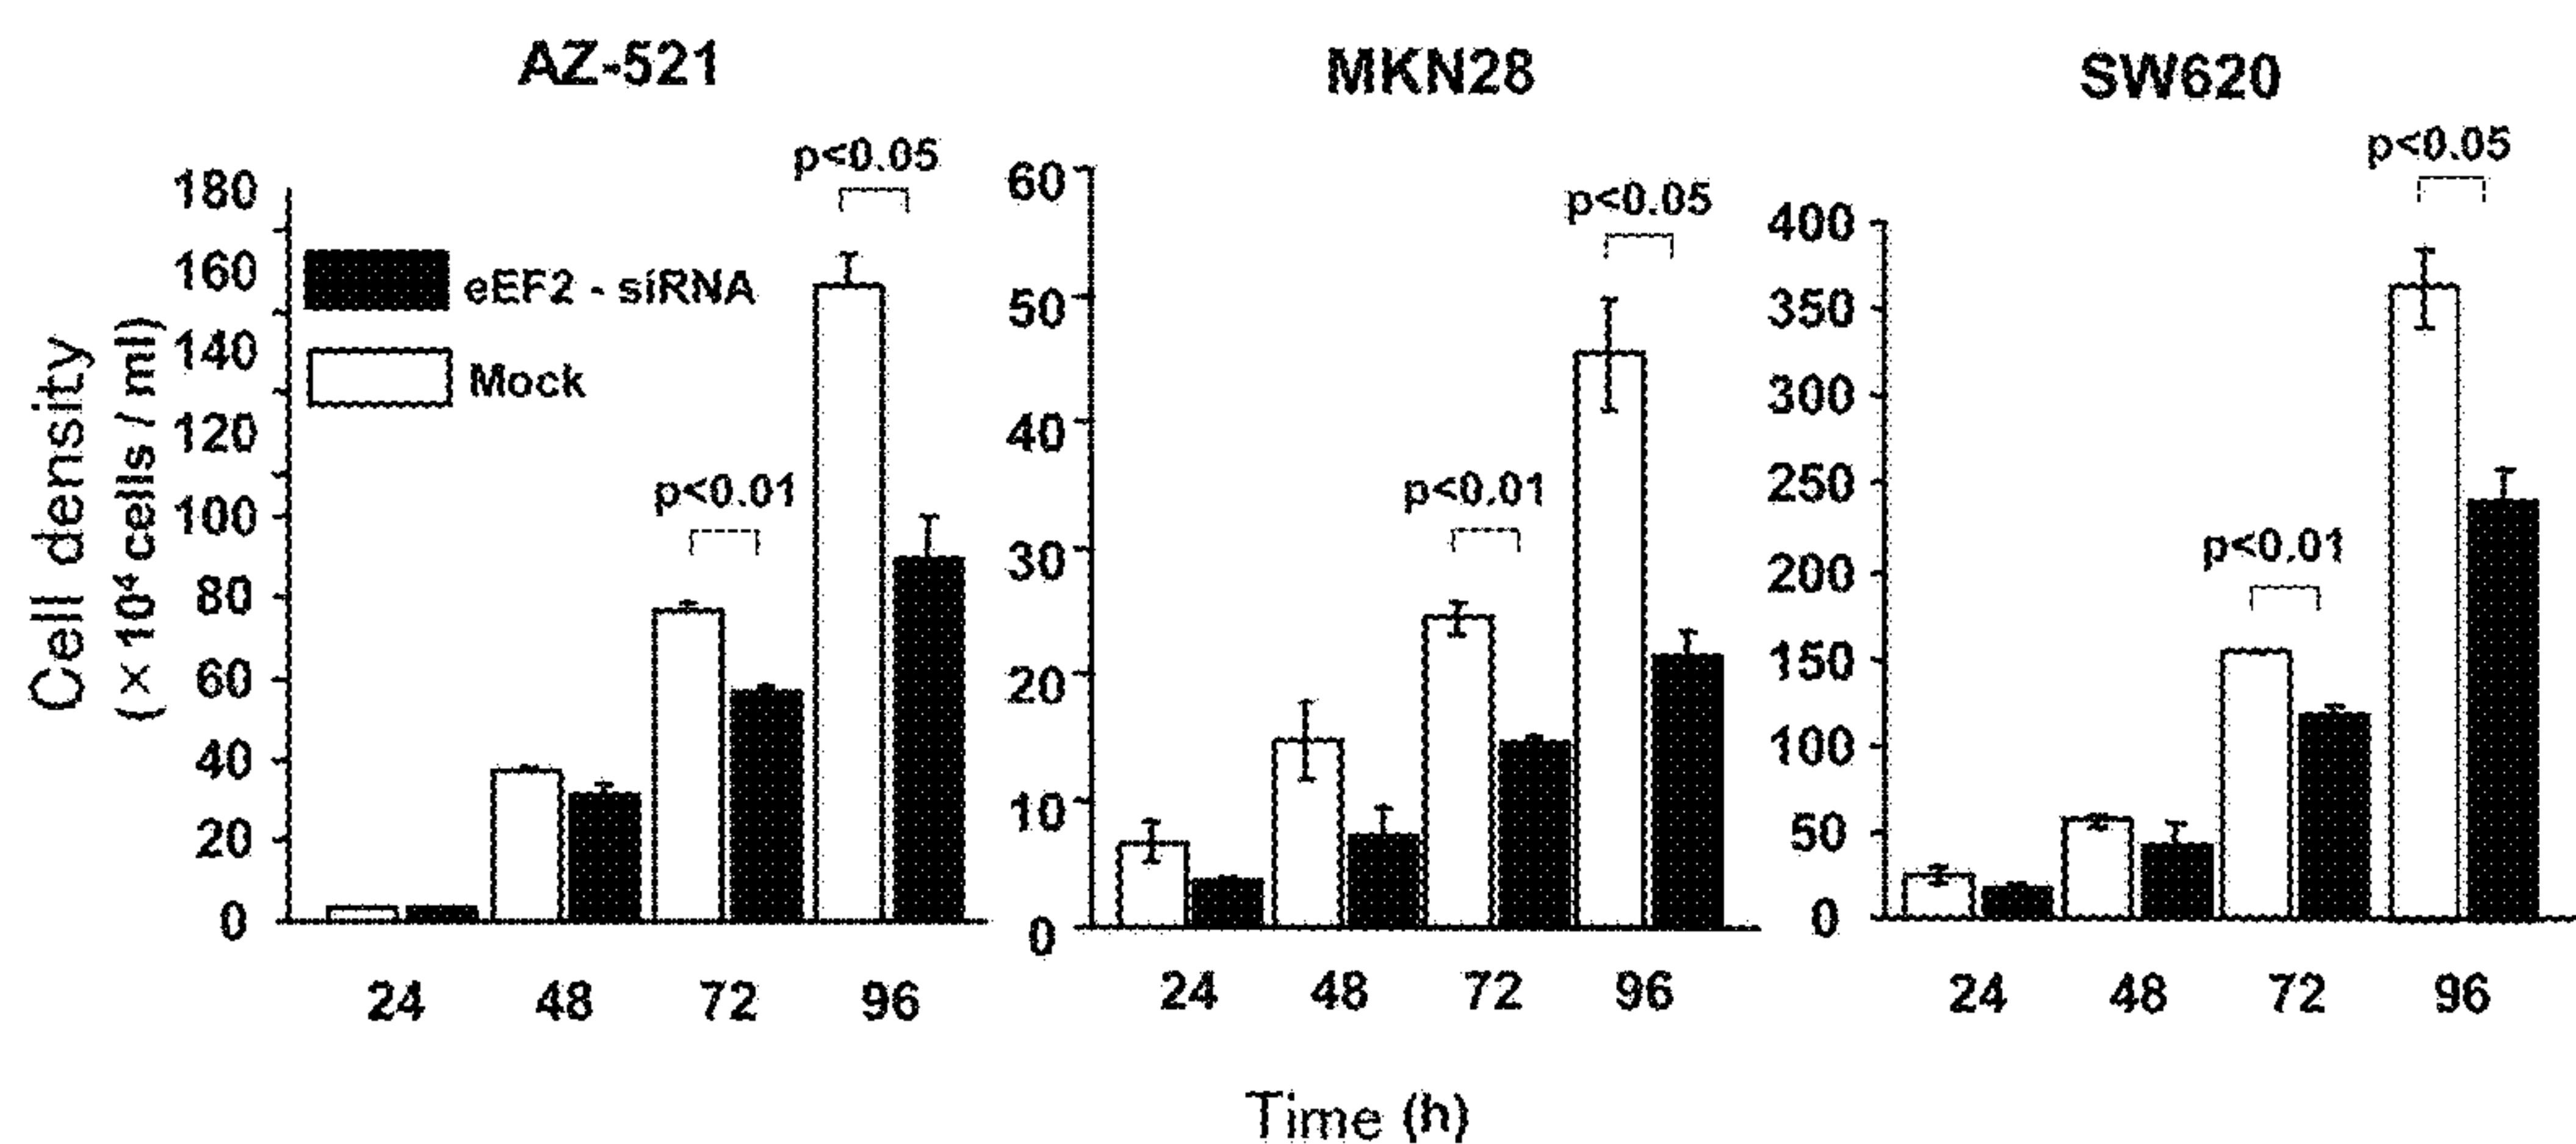 AZ-521
MKN28
SW620
Cell density
(×10⁴ cells / ml)
180
160
140
120
100
80
60
40
20
0
eEF2 - siRNA
Mock
p<0.01
p<0.05
24 48 72 96
60
50
40
30
20
10
0
p<0.01
p<0.05
24 48 72 96
400
350
300
250
200
150
100
50
0
p<0.01
p<0.05
24 48 72 96
Time (h)